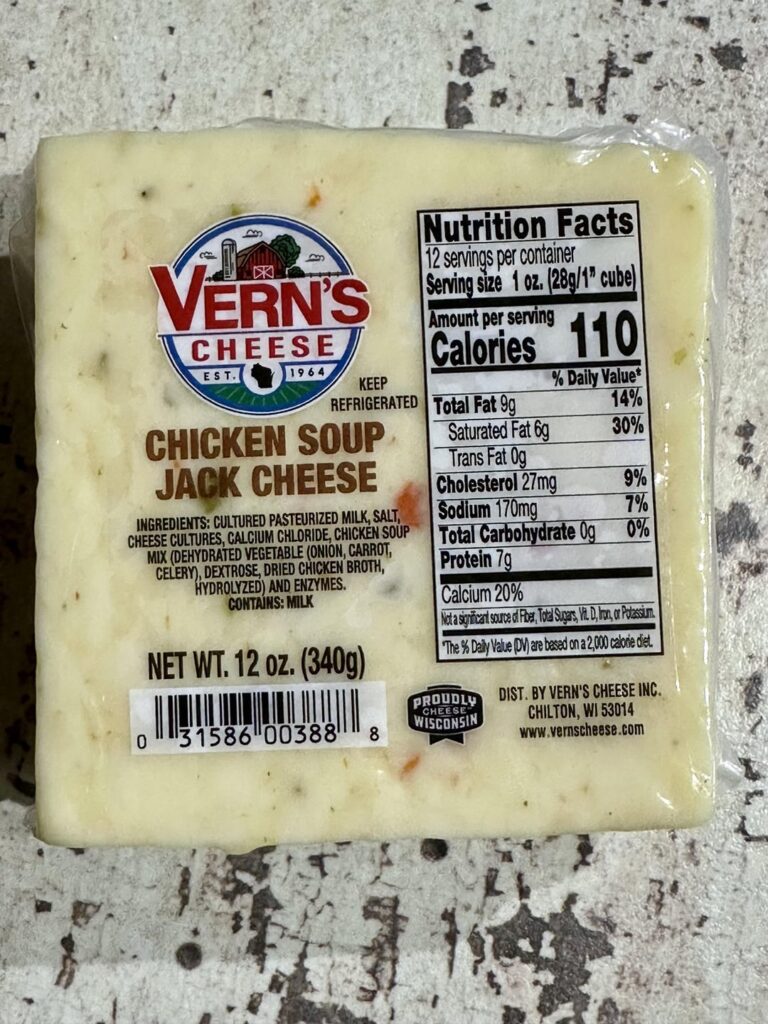 VERN'S
CHEESE
EST. 1964
KEEP
REFRIGERATED
CHICKEN SOUP
JACK CHEESE
INGREDIENTS: CULTURED PASTEURIZED MILK, SALT,
CHEESE CULTURES, CALCIUM CHLORIDE, CHICKEN SOUP
MIX (DEHYDRATED VEGETABLE (ONION, CARROT,
CELERY), DEXTROSE, DRIED CHICKEN BROTH,
HYDROLYZED) AND ENZYMES.
CONTAINS: MILK
NET WT. 12 oz. (340g)
0 31586 00388 8
Nutrition Facts
12 servings per container
Serving size 1 oz. (28g/1" cube)
Amount per serving
Calories 110
% Daily Value*
Total Fat 9g 14%
Saturated Fat 6g 30%
Trans Fat 0g
Cholesterol 27mg 9%
Sodium 170mg 7%
Total Carbohydrate 0g 0%
Protein 7g
Calcium 20%
Not a significant source of Fiber, Total Sugars, Vit. D, Iron, or Potassium.
*The % Daily Value (DV) are based on a 2,000 calorie diet.
PROUDLY
CHEESE
WISCONSIN
DIST. BY VERN'S CHEESE INC.
CHILTON, WI 53014
www.vernscheese.com